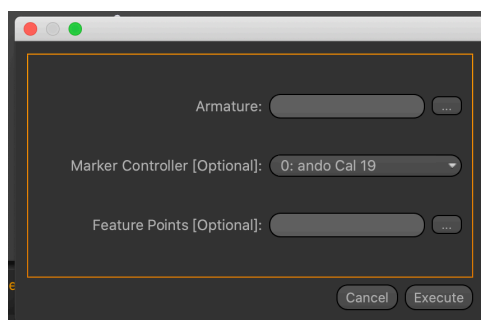 Armature:
...
Marker Controller [Optional]:
0: ando Cal 19
Feature Points [Optional]:
...
e
Cancel
Execute